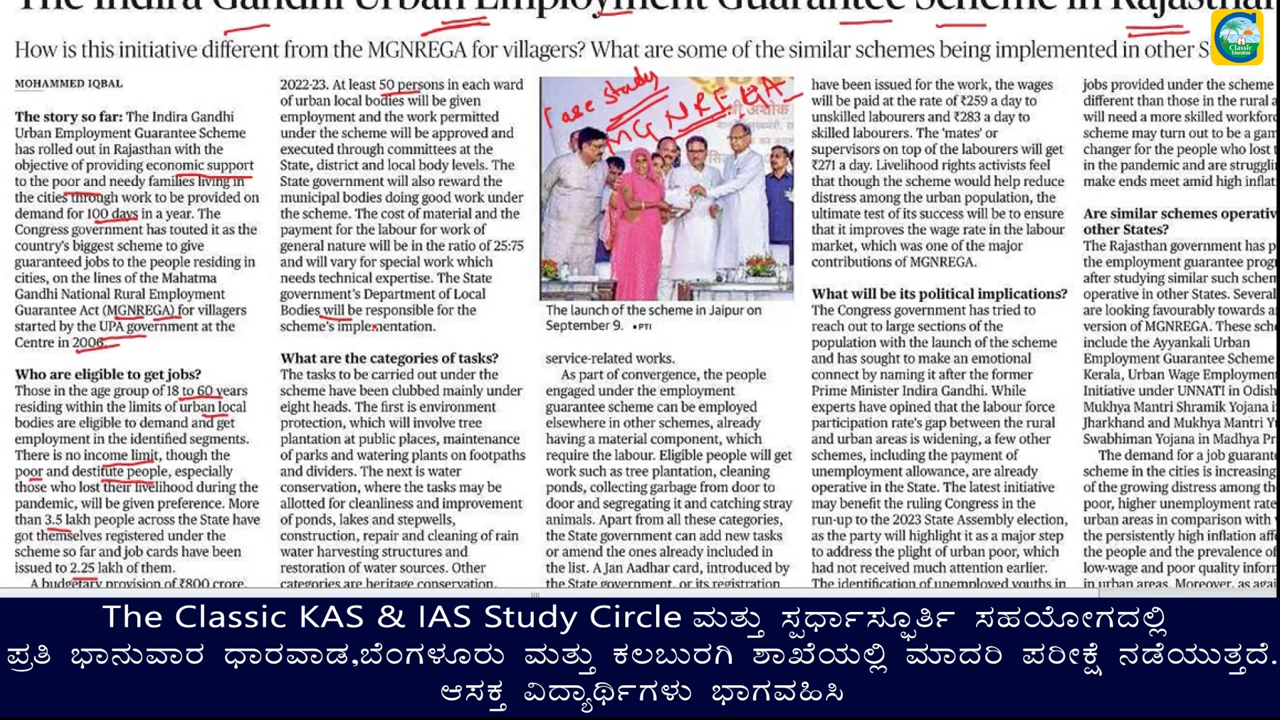 The Indira Gandhi Urban Employment Guarantee Scheme in Rajasthan
How is this initiative different from the MGNREGA for villagers? What are some of the similar schemes being implemented in other S
Classic
Education
MOHAMMED IQBAL
The story so far: The Indira Gandhi
Urban Employment Guarantee Scheme
has rolled out in Rajasthan with the
objective of providing economic support
to the poor and needy families living in
the cities through work to be provided on
demand for 100 days in a year. The
Congress government has touted it as the
country's biggest scheme to give
guaranteed jobs to the people residing in
cities, on the lines of the Mahatma
Gandhi National Rural Employment
Guarantee Act (MGNREGA) for villagers
started by the UPA government at the
Centre in 2006.
Who are eligible to get jobs?
Those in the age group of 18 to 60 years
residing within the limits of urban local
bodies are eligible to demand and get
employment in the identified segments.
There is no income limit, though the
poor and destitute people, especially
those who lost their livelihood during the
pandemic, will be given preference. More
than 3.5 lakh people across the State have
got themselves registered under the
scheme so far and job cards have been
issued to 2.25 lakh of them.
A budgetary provision of ₹800 crore,
2022-23. At least 50 persons in each ward
of urban local bodies will be given
employment and the work permitted
under the scheme will be approved and
executed through committees at the
State, district and local body levels. The
State government will also reward the
municipal bodies doing good work under
the scheme. The cost of material and the
payment for the labour for work of
general nature will be in the ratio of 25:75
and will vary for special work which
needs technical expertise. The State
government's Department of Local
Bodies will be responsible for the
scheme's implementation.
What are the categories of tasks?
The tasks to be carried out under the
scheme have been clubbed mainly under
eight heads. The first is environment
protection, which will involve tree
plantation at public places, maintenance
of parks and watering plants on footpaths
and dividers. The next is water
conservation, where the tasks may be
allotted for cleanliness and improvement
of ponds, lakes and stepwells,
construction, repair and cleaning of rain
water harvesting structures and
restoration of water sources. Other
categories are heritage conservation,
case study
MGNREGA
The launch of the scheme in Jaipur on
September 9. •PTI
service-related works.
As part of convergence, the people
engaged under the employment
guarantee scheme can be employed
elsewhere in other schemes, already
having a material component, which
require the labour. Eligible people will get
work such as tree plantation, cleaning
ponds, collecting garbage from door to
door and segregating it and catching stray
animals. Apart from all these categories,
the State government can add new tasks
or amend the ones already included in
the list. A Jan Aadhar card, introduced by
the State government, or its registration
have been issued for the work, the wages
will be paid at the rate of ₹259 a day to
unskilled labourers and ₹283 a day to
skilled labourers. The 'mates' or
supervisors on top of the labourers will get
₹271 a day. Livelihood rights activists feel
that though the scheme would help reduce
distress among the urban population, the
ultimate test of its success will be to ensure
that it improves the wage rate in the labour
market, which was one of the major
contributions of MGNREGA.
What will be its political implications?
The Congress government has tried to
reach out to large sections of the
population with the launch of the scheme
and has sought to make an emotional
connect by naming it after the former
Prime Minister Indira Gandhi. While
experts have opined that the labour force
participation rate's gap between the rural
and urban areas is widening, a few other
schemes, including the payment of
unemployment allowance, are already
operative in the State. The latest initiative
may benefit the ruling Congress in the
run-up to the 2023 State Assembly election,
as the party will highlight it as a major step
to address the plight of urban poor, which
had not received much attention earlier.
The identification of unemployed youths in
jobs provided under the scheme
different than those in the rural a
will need a more skilled workforc
scheme may turn out to be a gam
changer for the people who lost t
in the pandemic and are strugglin
make ends meet amid high inflat
Are similar schemes operativ
other States?
The Rajasthan government has p
the employment guarantee prog
after studying similar such schem
operative in other States. Several
are looking favourably towards a
version of MGNREGA. These sch
include the Ayyankali Urban
Employment Guarantee Scheme
Kerala, Urban Wage Employmen
Initiative under UNNATI in Odish
Mukhya Mantri Shramik Yojana i
Jharkhand and Mukhya Mantri Y
Swabhiman Yojana in Madhya Pr
The demand for a job guarant
scheme in the cities is increasing
of the growing distress among th
poor, higher unemployment rate
urban areas in comparison with
the persistently high inflation affe
the people and the prevalence of
low-wage and poor quality inform
in urban areas. Moreover, as agai
The Classic KAS & IAS Study Circle ಮತ್ತು ಸ್ಪರ್ಧಾಸ್ಫೂರ್ತಿ ಸಹಯೋಗದಲ್ಲಿ
ಪ್ರತಿ ಭಾನುವಾರ ಧಾರವಾಡ,ಬೆಂಗಳೂರು ಮತ್ತು ಕಲಬುರಗಿ ಶಾಖೆಯಲ್ಲಿ ಮಾದರಿ ಪರೀಕ್ಷೆ ನಡೆಯುತ್ತದೆ.
ಆಸಕ್ತ ವಿದ್ಯಾರ್ಥಿಗಳು ಭಾಗವಹಿಸಿ